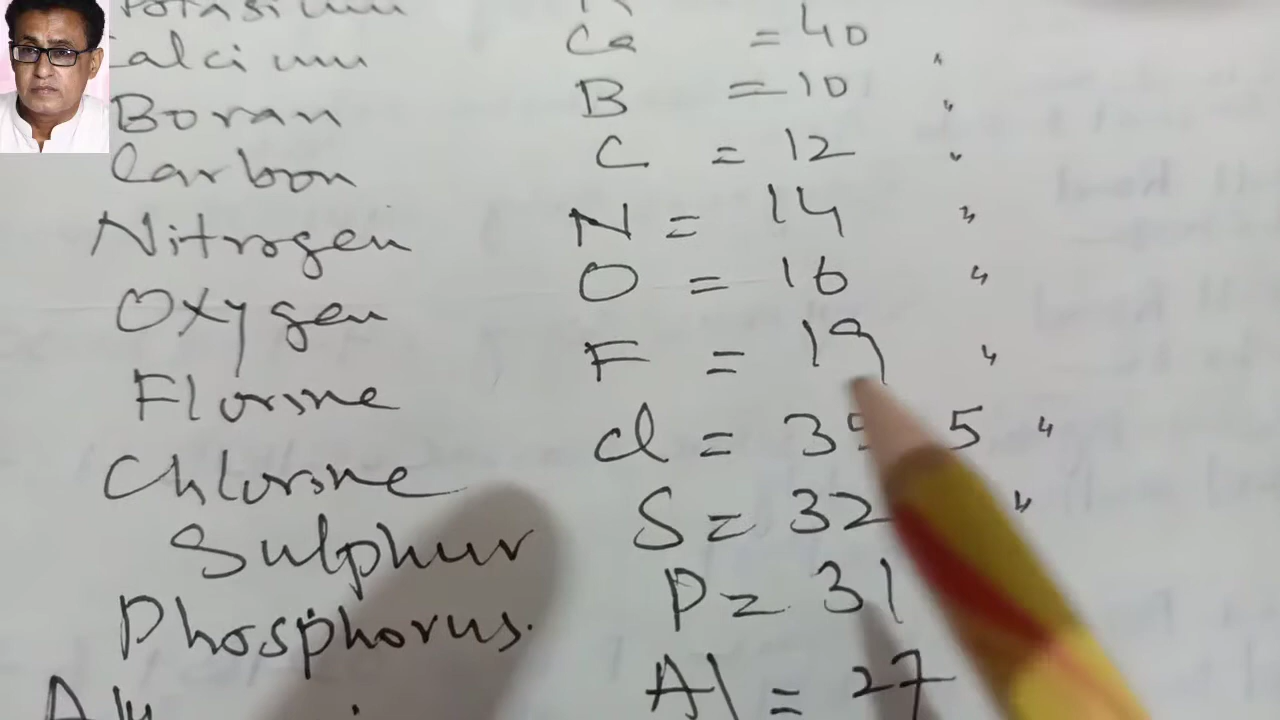 Potassium K
Calcium Ca = 40 "
Boran B = 10 "
Carbon C = 12 "
Nitrogen N = 14 "
Oxygen O = 16 "
Florine F = 19 "
Chlorine Cl = 35 5 "
Sulphur S = 32 "
Phosphorus. P = 31
Al = 27